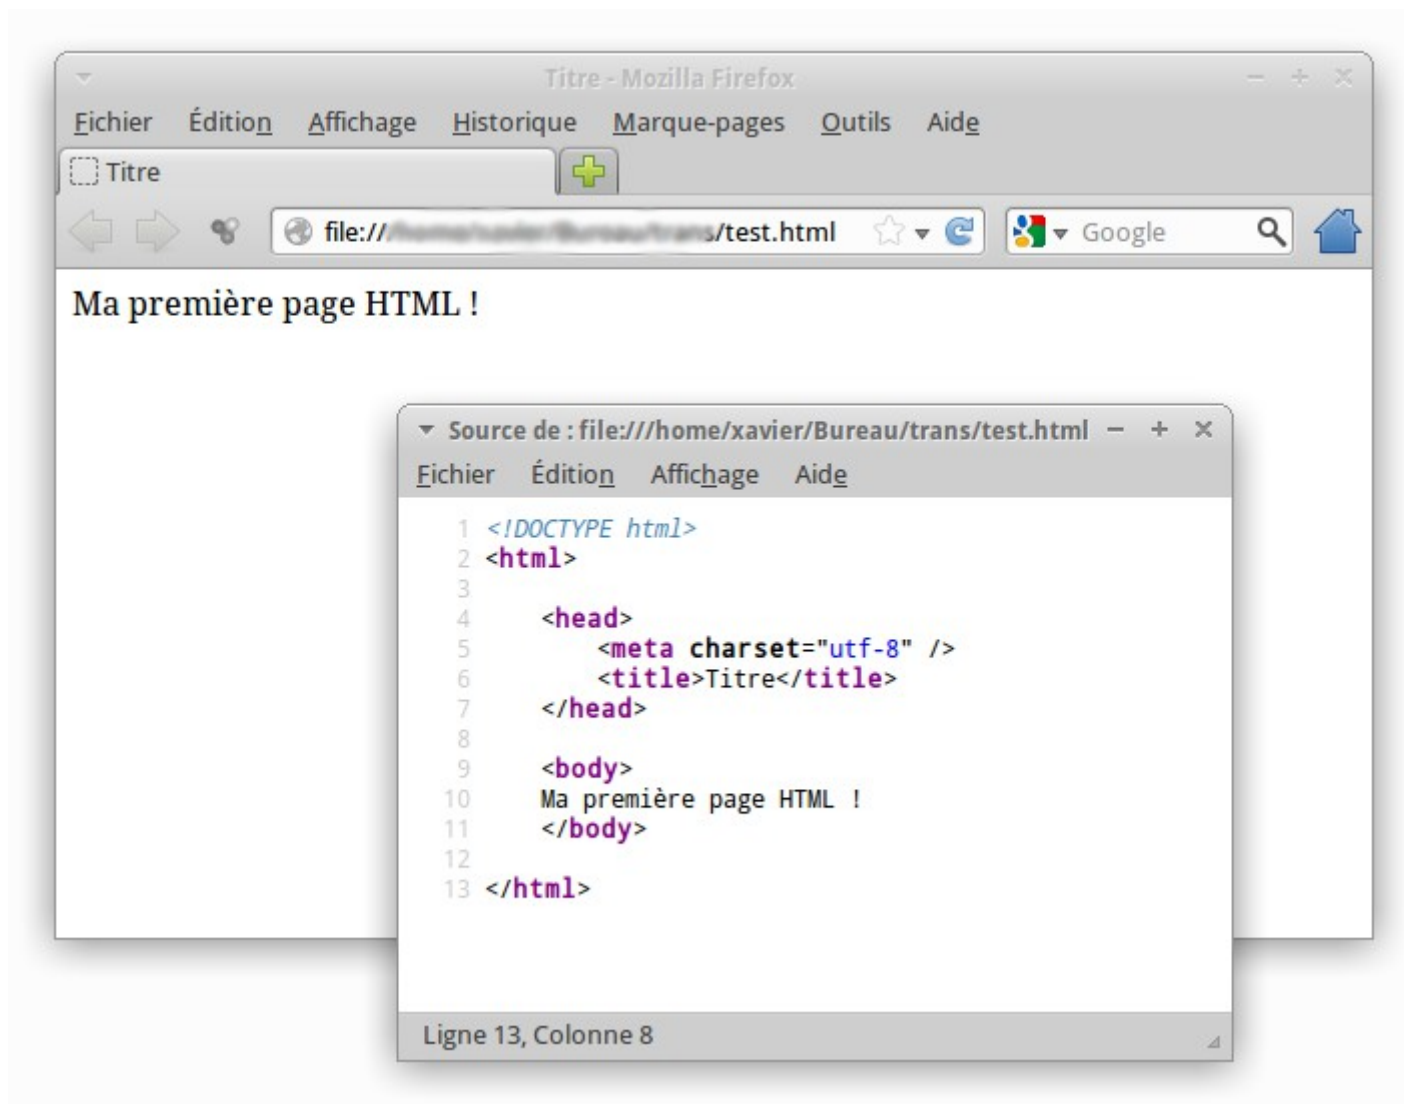 Titre - Mozilla Firefox
Fichier Édition Affichage Historique Marque-pages Outils Aide
Titre
file:// /test.html Google
Ma première page HTML !
Source de : file:///home/xavier/Bureau/trans/test.html
Fichier Édition Affichage Aide
1 <!DOCTYPE html>
2 <html>
3
4 <head>
5 <meta charset="utf-8" />
6 <title>Titre</title>
7 </head>
8
9 <body>
10 Ma première page HTML !
11 </body>
12
13 </html>
Ligne 13, Colonne 8